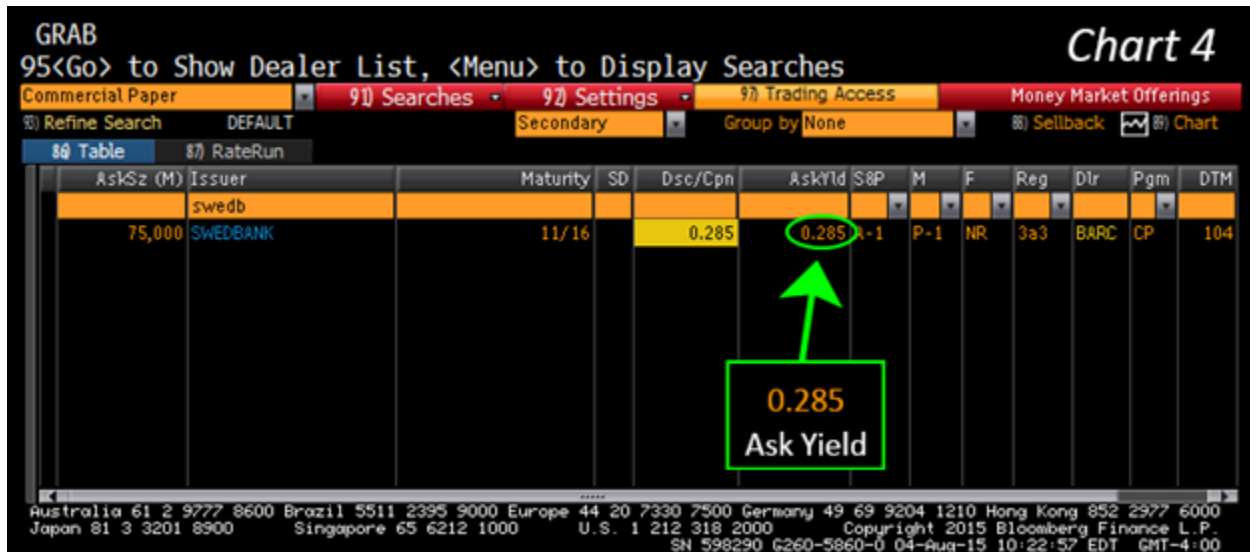 GRAB
Chart 4
95<Go> to Show Dealer List, <Menu> to Display Searches
Commercial Paper 91) Searches 92) Settings 97) Trading Access Money Market Offerings
93) Refine Search DEFAULT Secondary Group by None 88) Sellback 89) Chart
86) Table 87) RateRun
AskSz (M) Issuer Maturity SD Dsc/Cpn AskYld S&P M F Reg Dlr Pgm DTM
swedb
75,000 SWEDBANK 11/16 0.285 0.285 A-1 P-1 NR 3a3 BARC CP 104
0.285
Ask Yield
Australia 61 2 9777 8600 Brazil 5511 2395 9000 Europe 44 20 7330 7500 Germany 49 69 9204 1210 Hong Kong 852 2977 6000
Japan 81 3 3201 8900 Singapore 65 6212 1000 U.S. 1 212 318 2000 Copyright 2015 Bloomberg Finance L.P.
SN 598290 G260-5860-0 04-Aug-15 10:22:57 EDT GMT-4:00